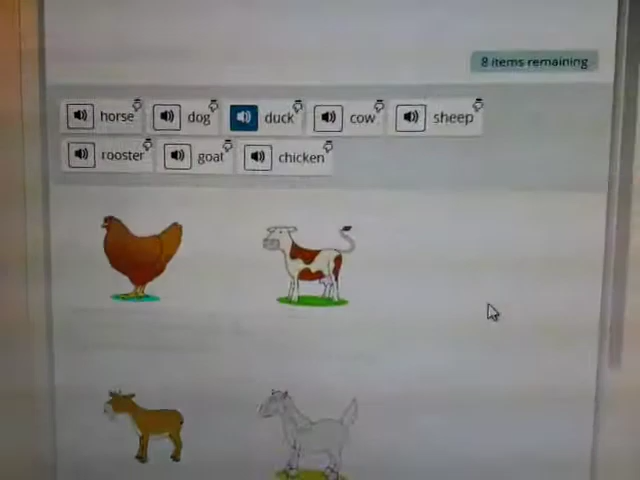 8 items remaining
horse dog duck cow sheep
rooster goat chicken